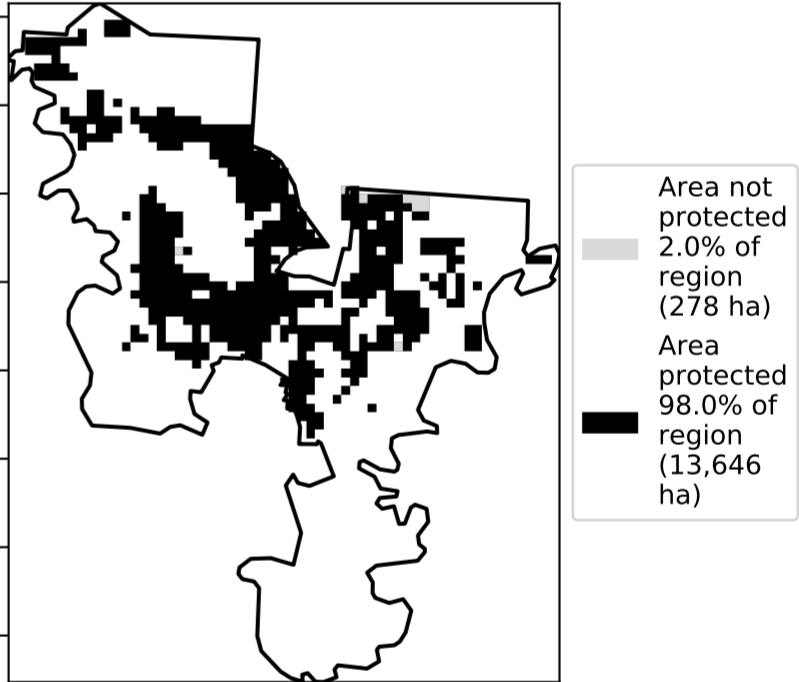 Area not
protected
2.0% of
region
(278 ha)
Area
protected
98.0% of
region
(13,646
ha)